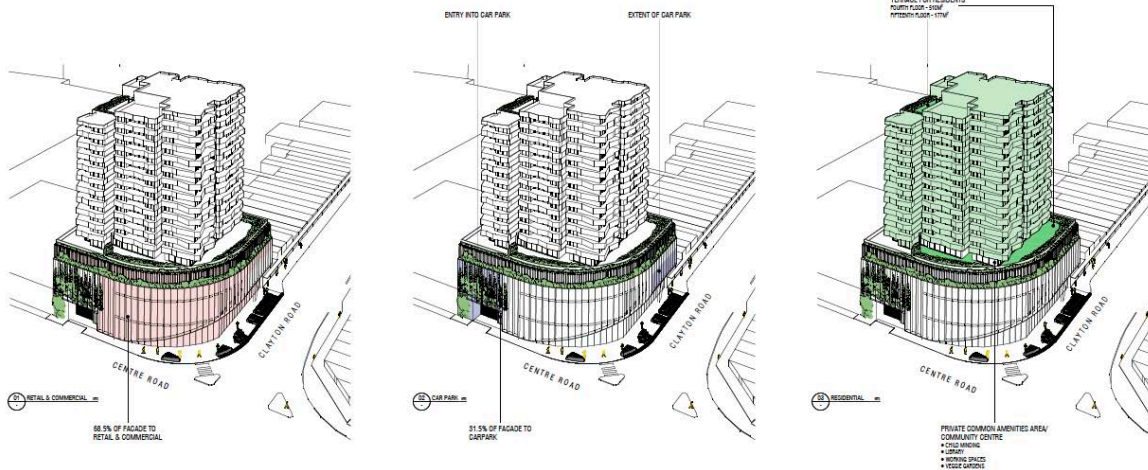 ENTRY INTO CAR PARK
EXTENT OF CAR PARK
TERRACE FOR RESIDENTS
FOURTH FLOOR - 510M²
FIFTEENTH FLOOR - 177M²
CENTRE ROAD
CLAYTON ROAD
01 RETAIL & COMMERCIAL
68.5% OF FACADE TO
RETAIL & COMMERCIAL
CENTRE ROAD
CLAYTON ROAD
02 CAR PARK
31.5% OF FACADE TO
CARPARK
CENTRE ROAD
CLAYTON ROAD
03 RESIDENTIAL
PRIVATE COMMON AMENITIES AREA/
COMMUNITY CENTRE
• CHILD MINDING
• LIBRARY
• WORKING SPACES
• VEGGIE GARDENS